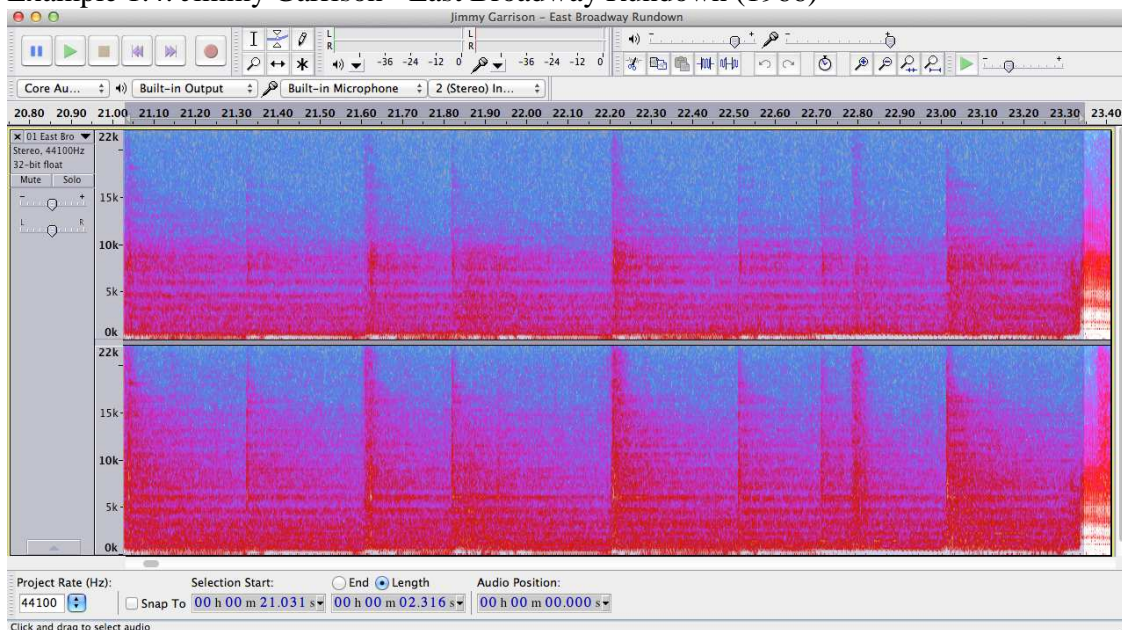 Example 1.4: Jimmy Garrison - East Broadway Rundown (1966)
Jimmy Garrison – East Broadway Rundown
L
R
-36 -24 -12 0
L
R
-36 -24 -12 0
Core Au...
Built-in Output
Built-in Microphone
2 (Stereo) In...
20.80 20.90 21.00 21.10 21.20 21.30 21.40 21.50 21.60 21.70 21.80 21.90 22.00 22.10 22.20 22.30 22.40 22.50 22.60 22.70 22.80 22.90 23.00 23.10 23.20 23.30 23.40
01 East Bro
Stereo, 44100Hz
32-bit float
Mute Solo
- +
L R
22k
15k
10k
5k
0k
22k
15k
10k
5k
0k
Project Rate (Hz): Selection Start: End Length Audio Position:
44100 Snap To 00 h 00 m 21.031 s 00 h 00 m 02.316 s 00 h 00 m 00.000 s
Click and drag to select audio